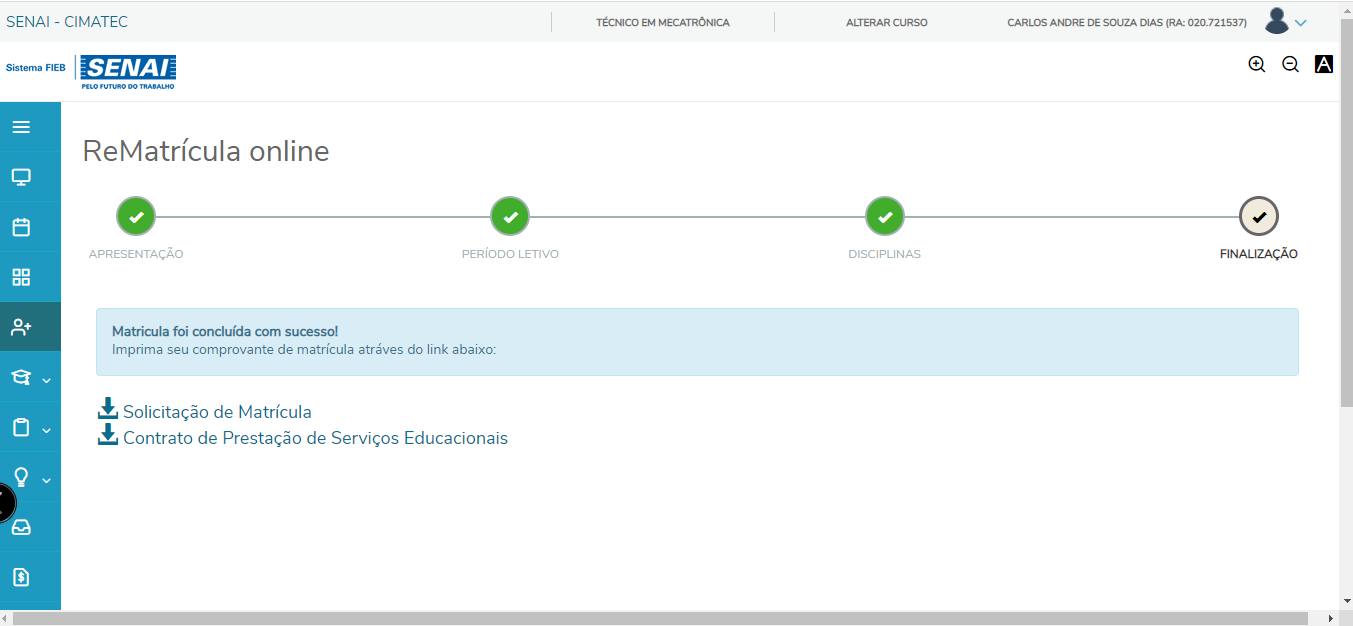 SENAI - CIMATEC
TÉCNICO EM MECATRÔNICA
ALTERAR CURSO
CARLOS ANDRE DE SOUZA DIAS (RA: 020.721537)
Sistema FIEB
SENAI
PELO FUTURO DO TRABALHO
A
ReMatrícula online
APRESENTAÇÃO
PERÍODO LETIVO
DISCIPLINAS
FINALIZAÇÃO
Matricula foi concluída com sucesso!
Imprima seu comprovante de matrícula atráves do link abaixo:
Solicitação de Matrícula
Contrato de Prestação de Serviços Educacionais